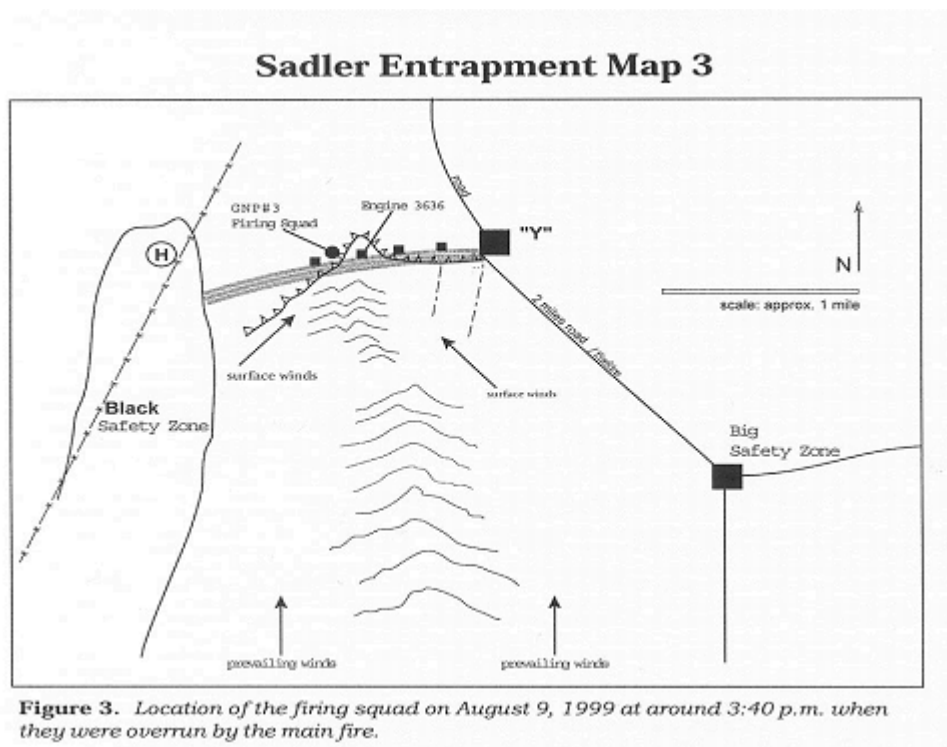 Sadler Entrapment Map 3
road
GNP#3
Firing Squad
Engine 3636
"Y"
H
N
scale: approx. 1 mile
2 miles road / 
surface winds
surface winds
Black
Safety Zone
Big
Safety Zone
prevailing winds
prevailing winds
Figure 3. Location of the firing squad on August 9, 1999 at around 3:40 p.m. when
they were overrun by the main fire.